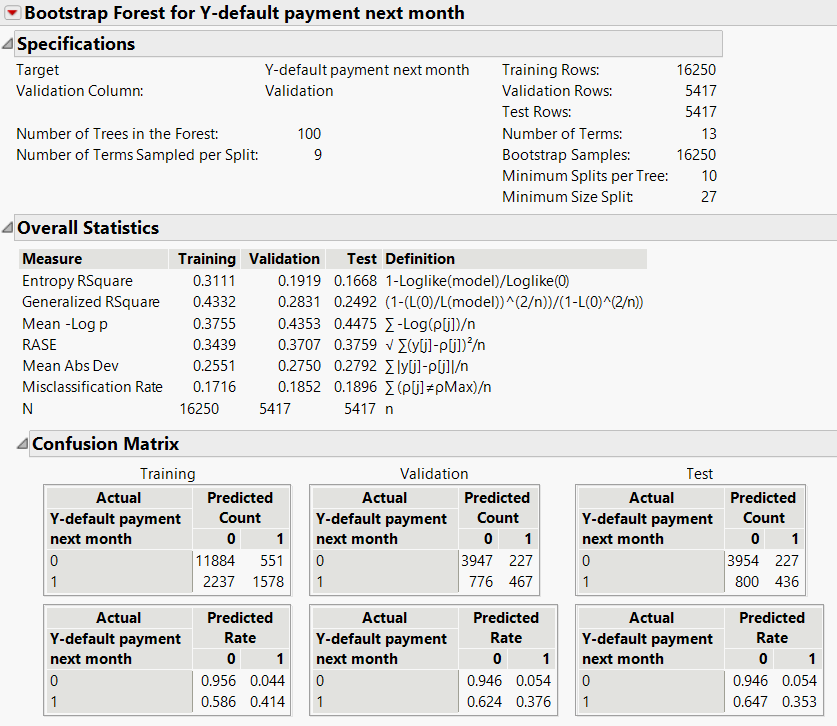 Bootstrap Forest for Y-default payment next month
Specifications
Target Y-default payment next month Training Rows: 16250
Validation Column: Validation Validation Rows: 5417
Test Rows: 5417
Number of Trees in the Forest: 100 Number of Terms: 13
Number of Terms Sampled per Split: 9 Bootstrap Samples: 16250
Minimum Splits per Tree: 10
Minimum Size Split: 27
Overall Statistics
Measure Training Validation Test Definition
Entropy RSquare 0.3111 0.1919 0.1668 1-Loglike(model)/Loglike(0)
Generalized RSquare 0.4332 0.2831 0.2492 (1-(L(0)/L(model))^(2/n))/(1-L(0)^(2/n))
Mean -Log p 0.3755 0.4353 0.4475 ∑ -Log(ρ[j])/n
RASE 0.3439 0.3707 0.3759 √ ∑(y[j]-ρ[j])²/n
Mean Abs Dev 0.2551 0.2750 0.2792 ∑ |y[j]-ρ[j]|/n
Misclassification Rate 0.1716 0.1852 0.1896 ∑ (ρ[j]≠ρMax)/n
N 16250 5417 5417 n
Confusion Matrix
Training Validation Test
Actual Predicted Actual Predicted Actual Predicted
Y-default payment Count Y-default payment Count Y-default payment Count
next month 0 1 next month 0 1 next month 0 1
0 11884 551 0 3947 227 0 3954 227
1 2237 1578 1 776 467 1 800 436
Actual Predicted Actual Predicted Actual Predicted
Y-default payment Rate Y-default payment Rate Y-default payment Rate
next month 0 1 next month 0 1 next month 0 1
0 0.956 0.044 0 0.946 0.054 0 0.946 0.054
1 0.586 0.414 1 0.624 0.376 1 0.647 0.353